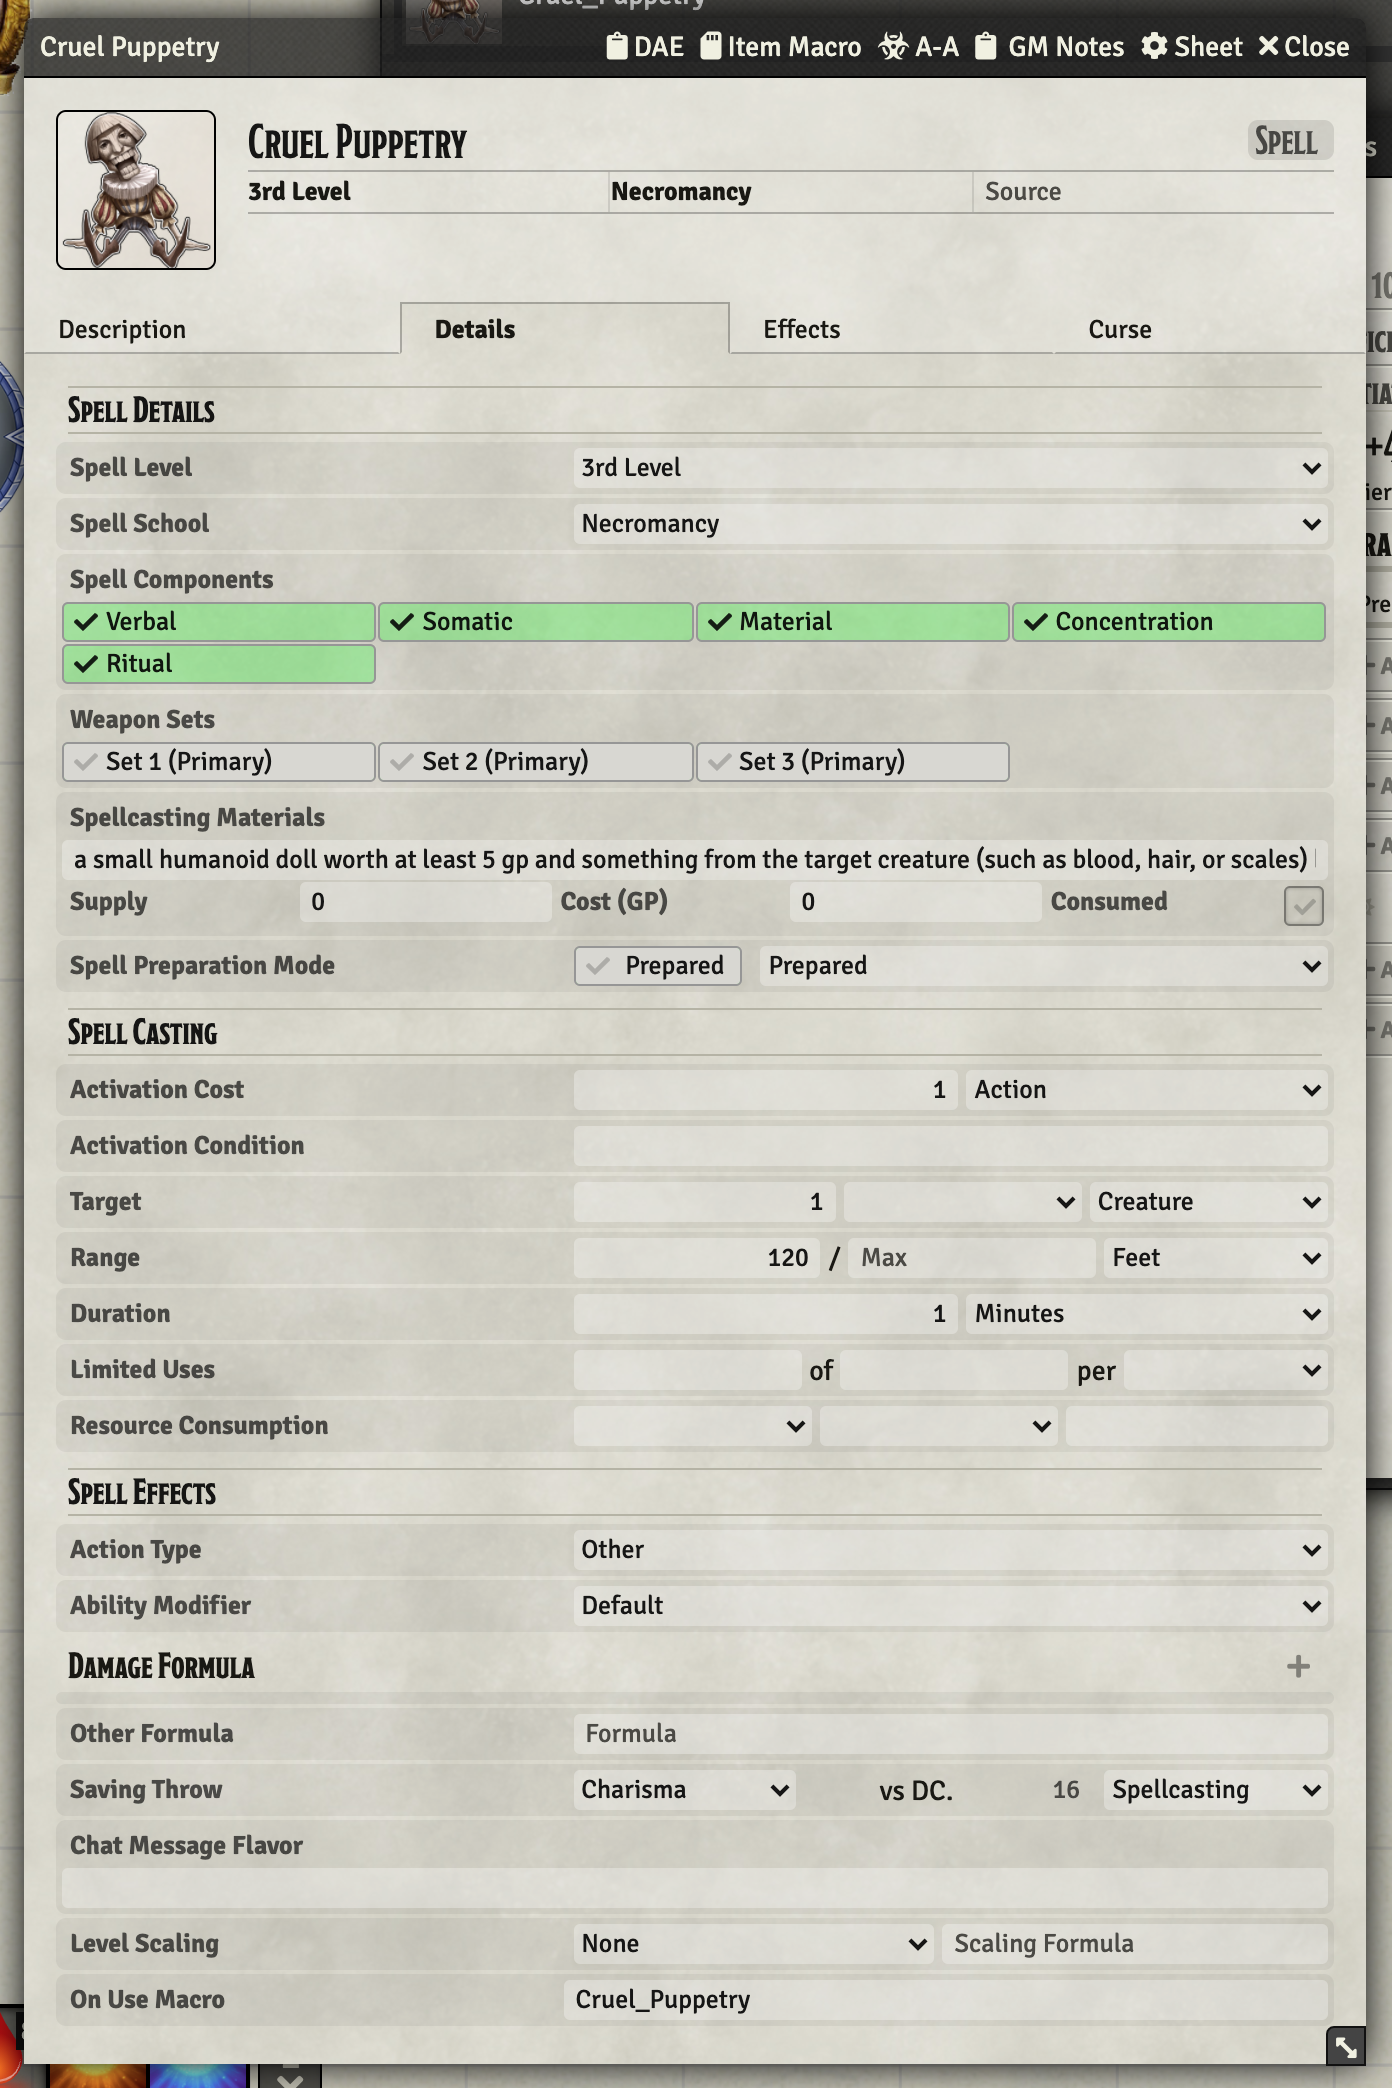 Cruel Puppetry
DAE Item Macro A-A GM Notes Sheet Close
Cruel Puppetry
Spell
3rd Level Necromancy Source
Description Details Effects Curse
Spell Details
Spell Level 3rd Level
Spell School Necromancy
Spell Components
Verbal Somatic Material Concentration
Ritual
Weapon Sets
Set 1 (Primary) Set 2 (Primary) Set 3 (Primary)
Spellcasting Materials
a small humanoid doll worth at least 5 gp and something from the target creature (such as blood, hair, or scales)
Supply 0 Cost (GP) 0 Consumed
Spell Preparation Mode Prepared Prepared
Spell Casting
Activation Cost 1 Action
Activation Condition
Target 1 Creature
Range 120 / Max Feet
Duration 1 Minutes
Limited Uses of per
Resource Consumption
Spell Effects
Action Type Other
Ability Modifier Default
Damage Formula
Other Formula Formula
Saving Throw Charisma vs DC. 16 Spellcasting
Chat Message Flavor
Level Scaling None Scaling Formula
On Use Macro Cruel_Puppetry